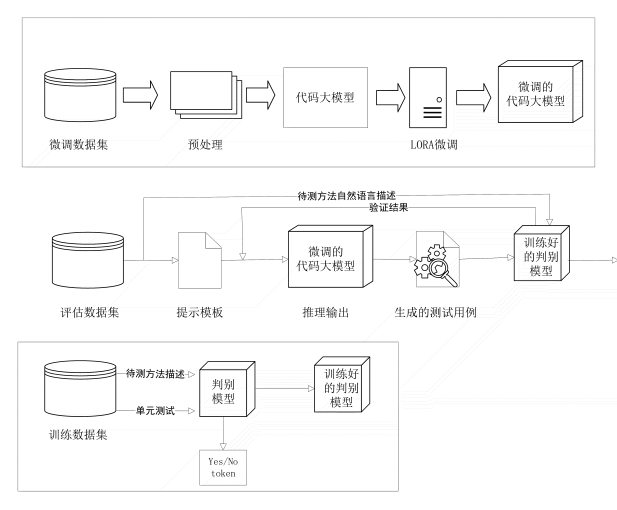 代码大模型
微调的
代码大模型
微调数据集
预处理
LORA微调
待测方法自然语言描述
验证结果
微调的
代码大模型
训练好
的判别
模型
评估数据集
提示模板
推理输出
生成的测试用例
待测方法描述
单元测试
判别
模型
训练好
的判别
模型
训练数据集
Yes/No
token